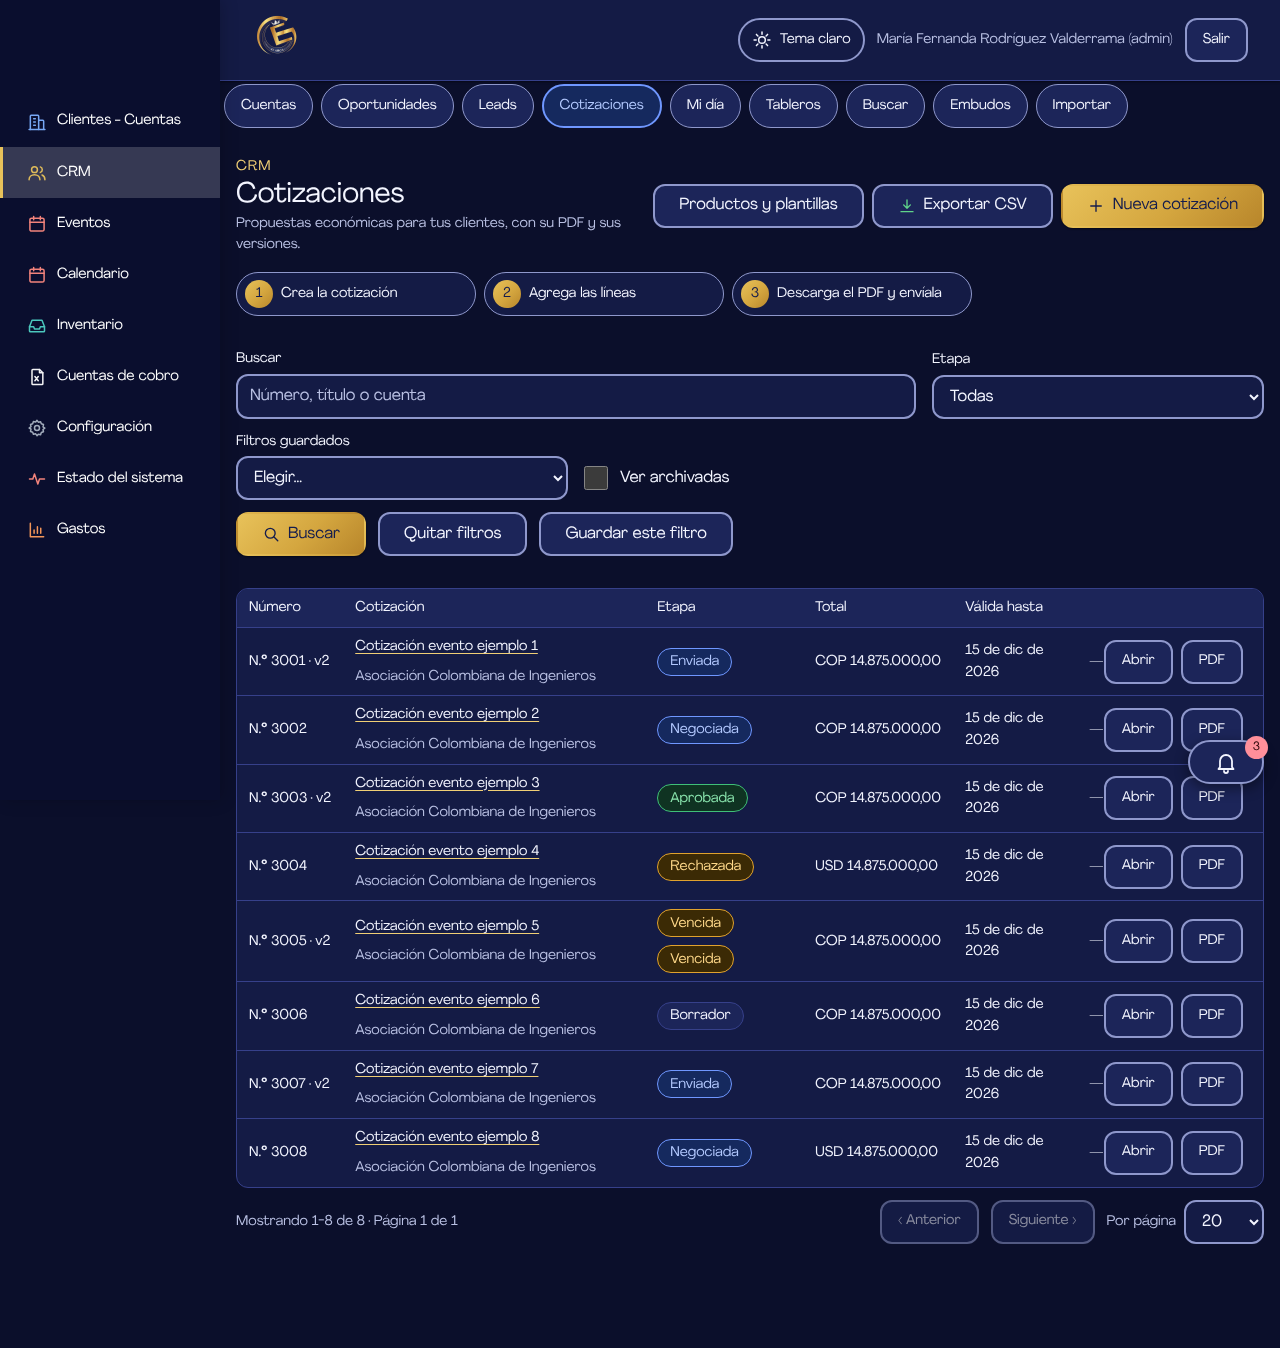 Tema claro
María Fernanda Rodríguez Valderrama (admin)
Salir
Clientes - Cuentas
CRM
Eventos
Calendario
Inventario
Cuentas de cobro
Configuración
Estado del sistema
Gastos
Cuentas
Oportunidades
Leads
Cotizaciones
Mi día
Tableros
Buscar
Embudos
Importar
CRM
Cotizaciones
Propuestas económicas para tus clientes, con su PDF y sus
versiones.
Productos y plantillas
Exportar CSV
Nueva cotización
1 Crea la cotización
2 Agrega las líneas
3 Descarga el PDF y envíala
Buscar
Número, título o cuenta
Etapa
Todas
Filtros guardados
Elegir...
Ver archivadas
Buscar
Quitar filtros
Guardar este filtro
Número Cotización Etapa Total Válida hasta
N.º 3001 · v2
Cotización evento ejemplo 1
Asociación Colombiana de Ingenieros
Enviada
COP 14.875.000,00
15 de dic de
2026
—
Abrir
PDF
N.º 3002
Cotización evento ejemplo 2
Asociación Colombiana de Ingenieros
Negociada
COP 14.875.000,00
15 de dic de
2026
—
Abrir
PDF
3
N.º 3003 · v2
Cotización evento ejemplo 3
Asociación Colombiana de Ingenieros
Aprobada
COP 14.875.000,00
15 de dic de
2026
—
Abrir
PDF
N.º 3004
Cotización evento ejemplo 4
Asociación Colombiana de Ingenieros
Rechazada
USD 14.875.000,00
15 de dic de
2026
—
Abrir
PDF
N.º 3005 · v2
Cotización evento ejemplo 5
Asociación Colombiana de Ingenieros
Vencida
Vencida
COP 14.875.000,00
15 de dic de
2026
—
Abrir
PDF
N.º 3006
Cotización evento ejemplo 6
Asociación Colombiana de Ingenieros
Borrador
COP 14.875.000,00
15 de dic de
2026
—
Abrir
PDF
N.º 3007 · v2
Cotización evento ejemplo 7
Asociación Colombiana de Ingenieros
Enviada
COP 14.875.000,00
15 de dic de
2026
—
Abrir
PDF
N.º 3008
Cotización evento ejemplo 8
Asociación Colombiana de Ingenieros
Negociada
USD 14.875.000,00
15 de dic de
2026
—
Abrir
PDF
Mostrando 1-8 de 8 · Página 1 de 1
‹ Anterior
Siguiente ›
Por página
20